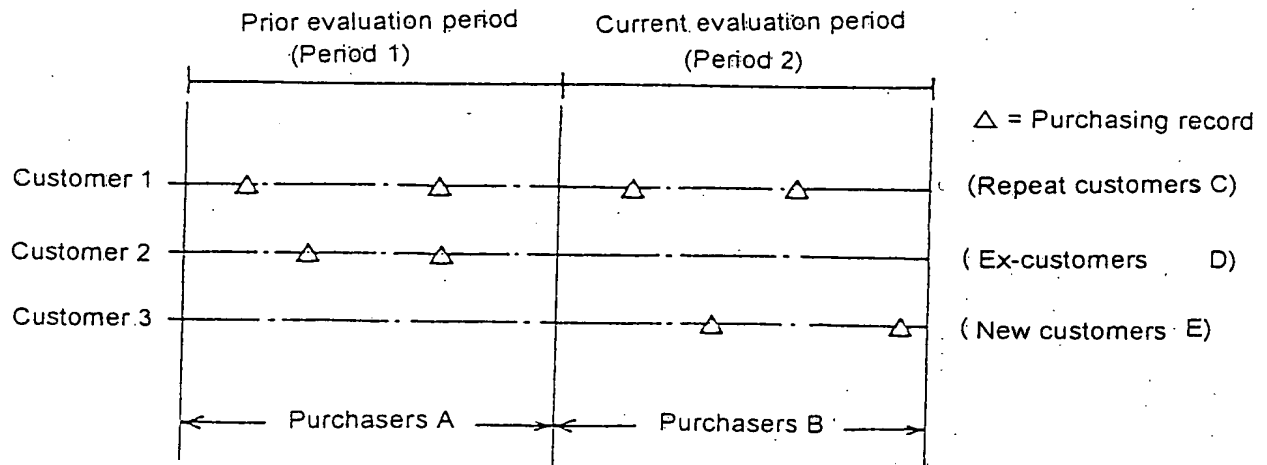 Prior evaluation period
(Period 1)
Current evaluation period
(Period 2)
△ = Purchasing record
Customer 1
(Repeat customers C)
Customer 2
( Ex-customers D)
Customer 3
( New customers E)
Purchasers A
Purchasers B